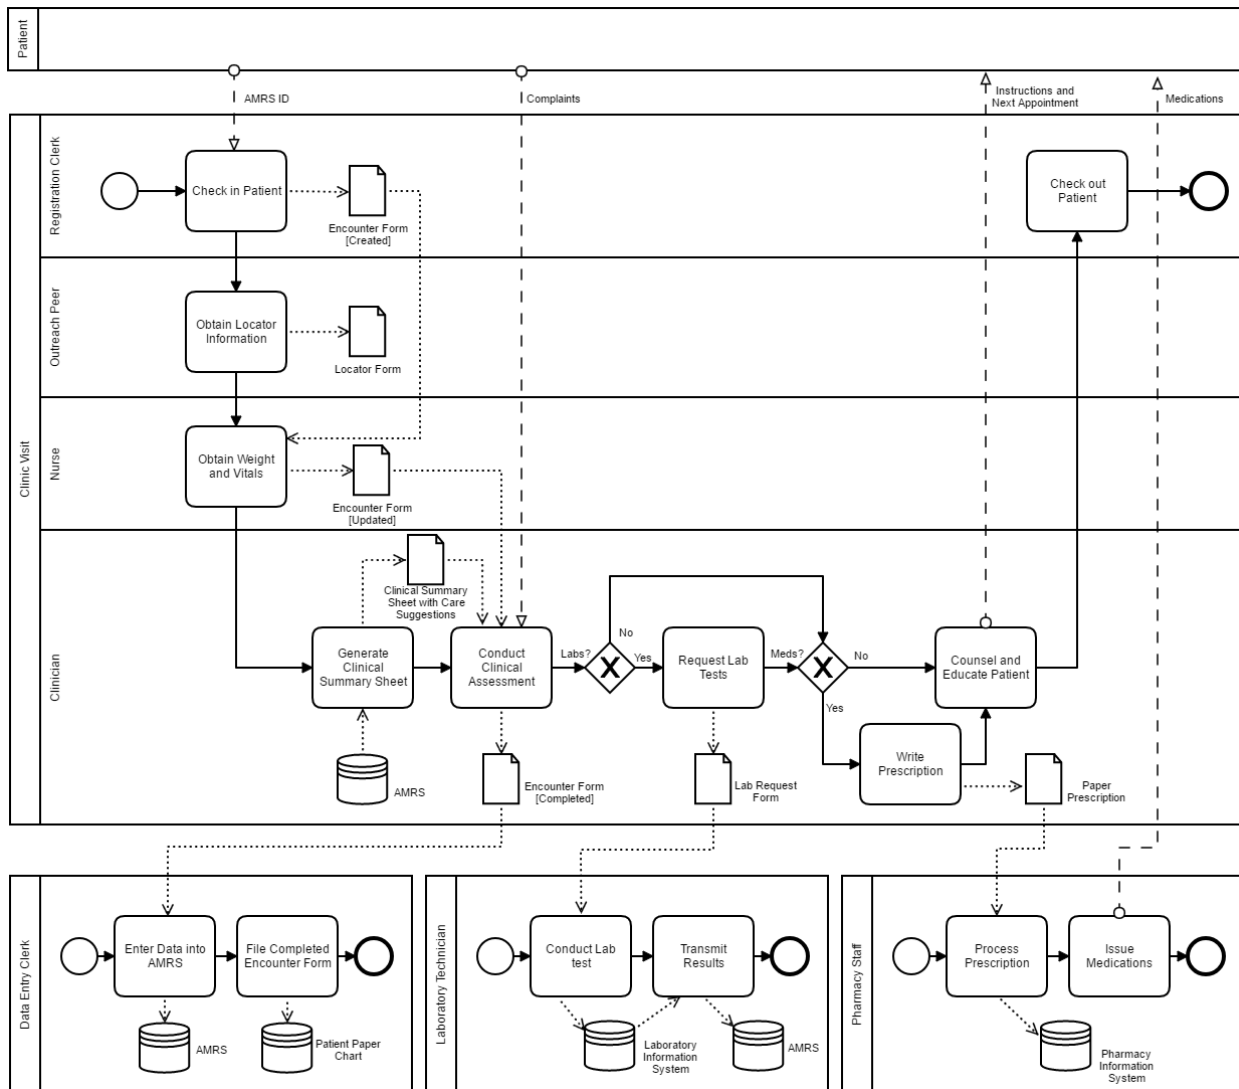 Patient
AMRS ID
Complaints
Instructions and
Next Appointment
Medications
Clinic Visit
Registration Clerk
Check in Patient
Encounter Form
[Created]
Check out
Patient
Outreach Peer
Obtain Locator
Information
Locator Form
Nurse
Obtain Weight
and Vitals
Encounter Form
[Updated]
Clinician
Clinical Summary
Sheet with Care
Suggestions
Generate
Clinical
Summary Sheet
Conduct
Clinical
Assessment
Labs?
No
Yes
Request Lab
Tests
Meds?
No
Yes
Counsel and
Educate Patient
Write
Prescription
AMRS
Encounter Form
[Completed]
Lab Request
Form
Paper
Prescription
Data Entry Clerk
Enter Data into
AMRS
File Completed
Encounter Form
AMRS
Patient Paper
Chart
Laboratory Technician
Conduct Lab
test
Transmit
Results
Laboratory
Information
System
AMRS
Pharmacy Staff
Process
Prescription
Issue
Medications
Pharmacy
Information
System